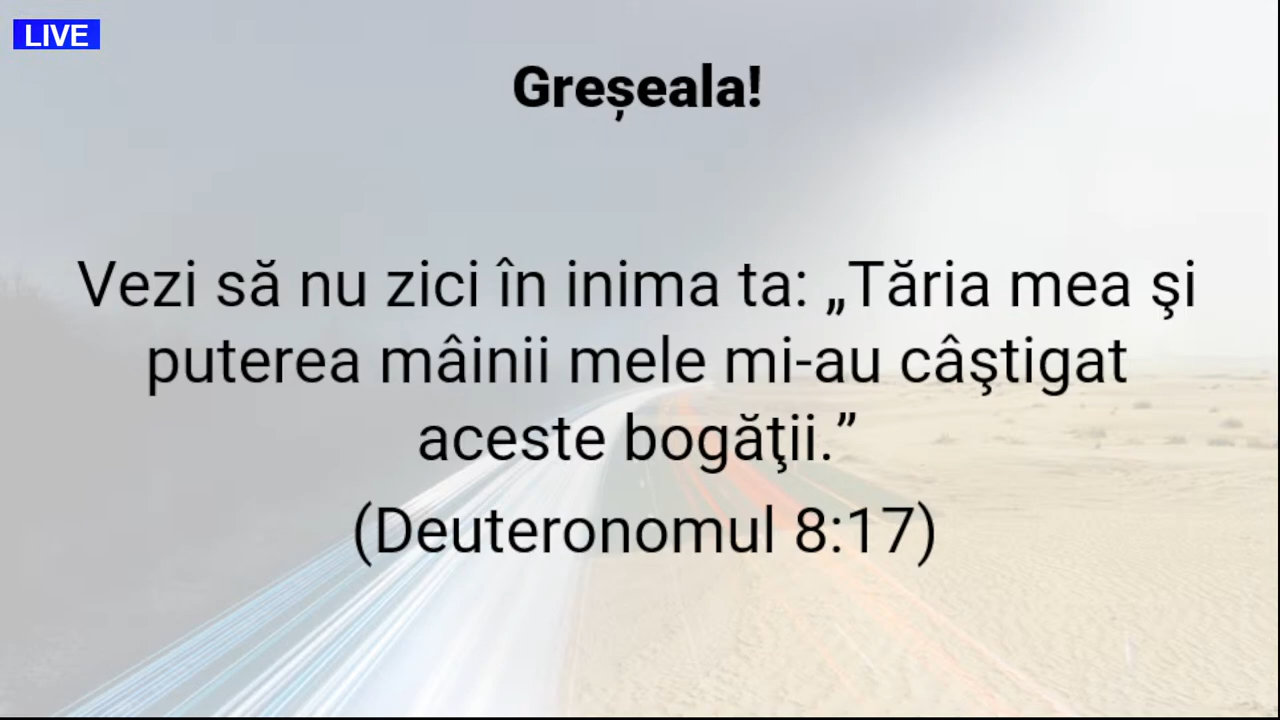 LIVE
Greșeala!
Vezi să nu zici în inima ta: „Tăria mea şi
puterea mâinii mele mi-au câştigat
aceste bogăţii.”
(Deuteronomul 8:17)